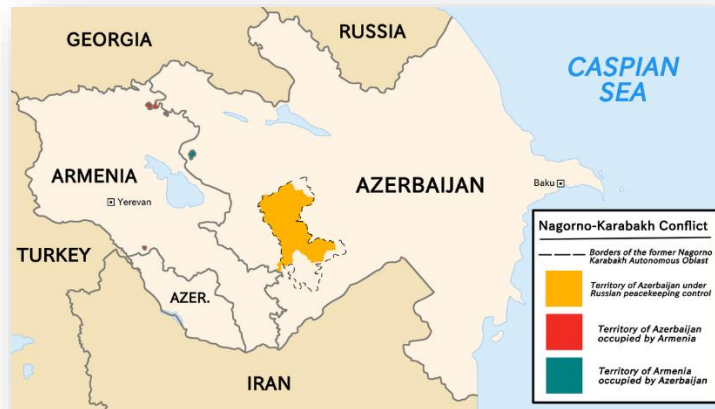 GEORGIA
RUSSIA
CASPIAN
SEA
ARMENIA
Yerevan
AZERBAIJAN
Baku
TURKEY
AZER.
IRAN
Nagorno-Karabakh Conflict
Borders of the former Nagorno
Karabakh Autonomous Oblast
Territory of Azerbaijan under
Russian peacekeeping control
Territory of Azerbaijan
occupied by Armenia
Territory of Armenia
occupied by Azerbaijan